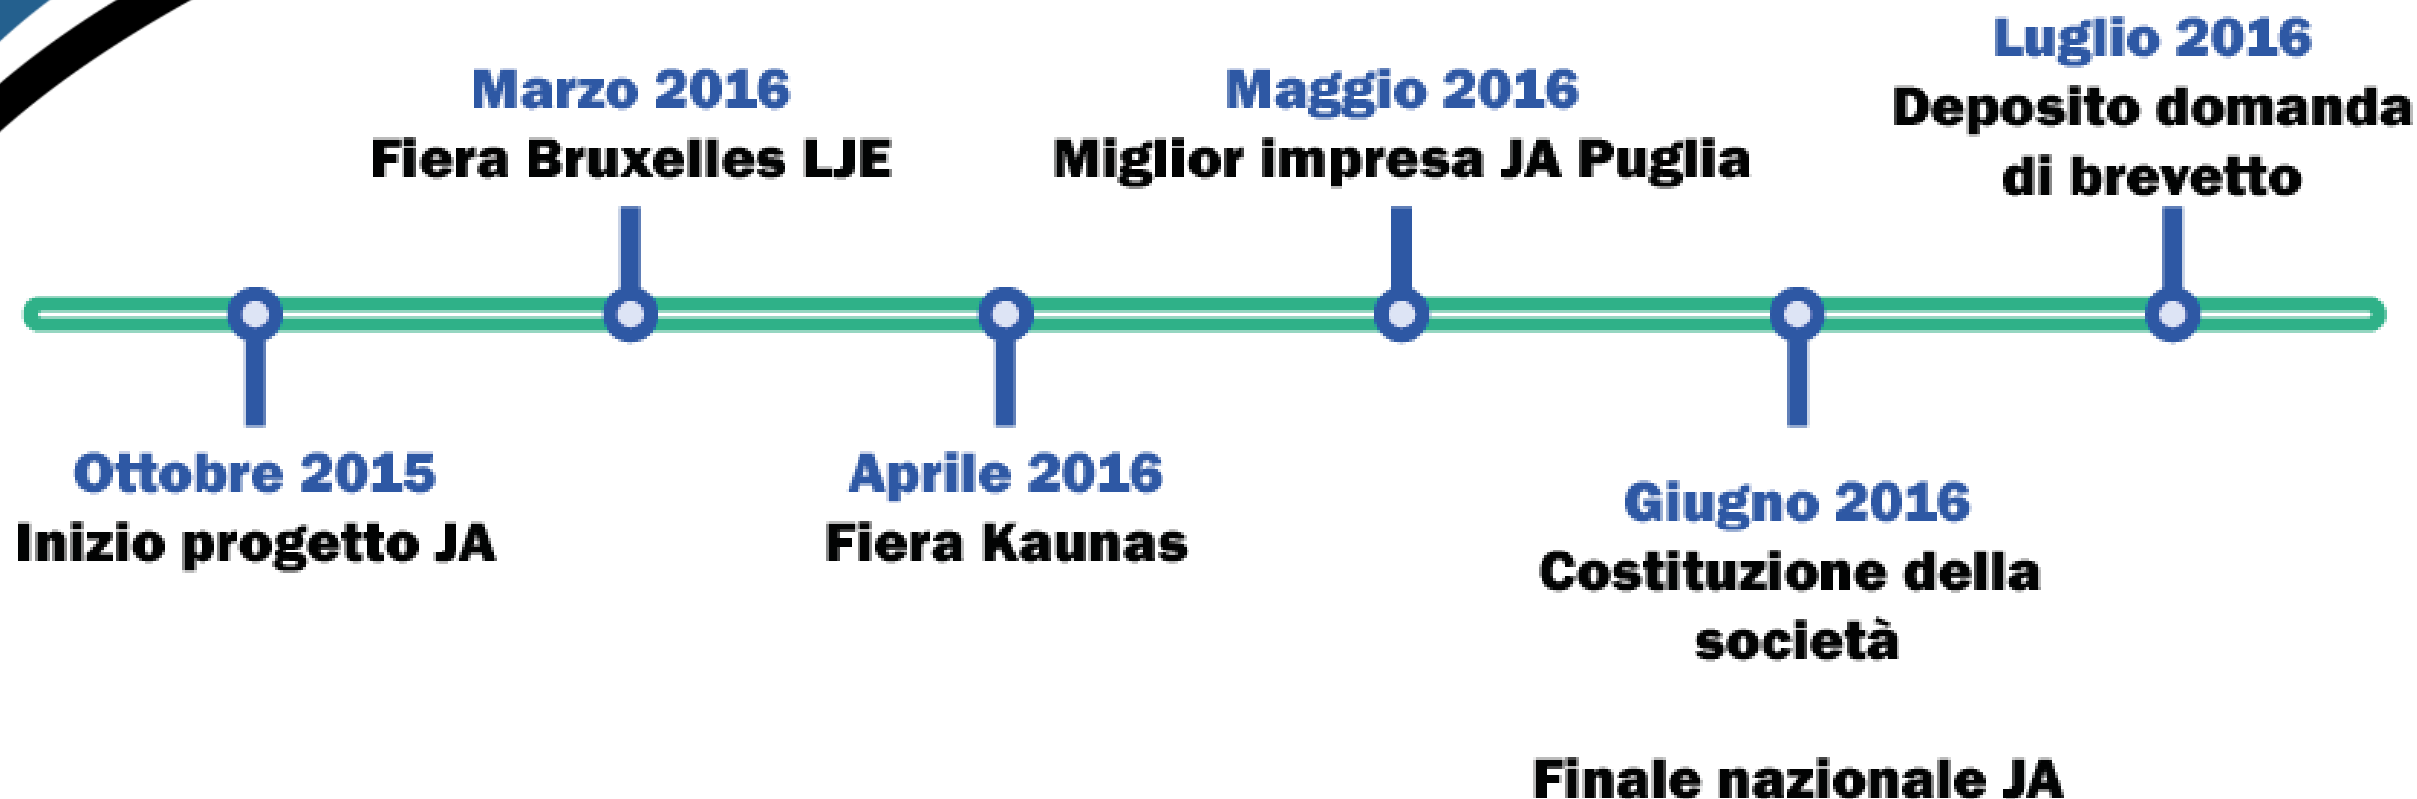 Ottobre 2015
Inizio progetto JA
Marzo 2016
Fiera Bruxelles LJE
Aprile 2016
Fiera Kaunas
Maggio 2016
Miglior impresa JA Puglia
Giugno 2016
Costituzione della
società
Finale nazionale JA
Luglio 2016
Deposito domanda
di brevetto